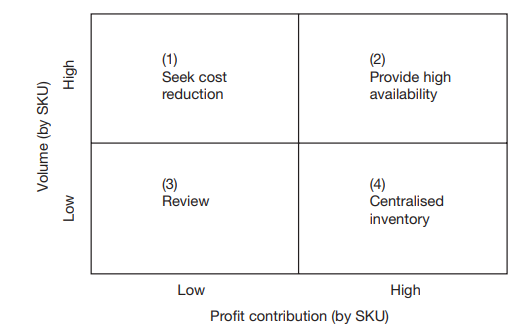 Volume (by SKU)
High
Low
(1)
Seek cost
reduction
(2)
Provide high
availability
(3)
Review
(4)
Centralised
inventory
Low
High
Profit contribution (by SKU)